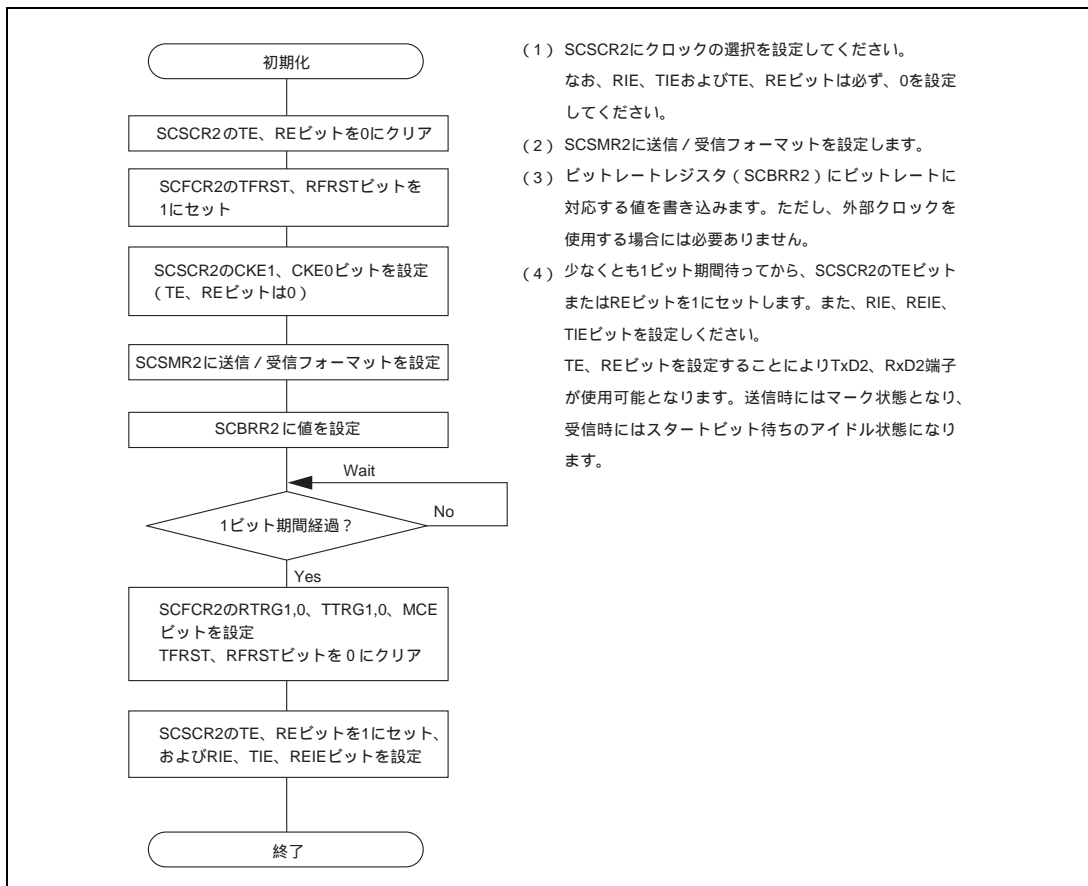 初期化
SCSCR2のTE、REビットを0にクリア
SCFCR2のTFRST、RFRSTビットを
1にセット
SCSCR2のCKE1、CKE0ビットを設定
（TE、REビットは0）
SCSMR2に送信／受信フォーマットを設定
SCBRR2に値を設定
Wait
1ビット期間経過？
No
Yes
SCFCR2のRTRG1,0、TTRG1,0、MCE
ビットを設定
TFRST、RFRSTビットを 0 にクリア
SCSCR2のTE、REビットを1にセット、
およびRIE、TIE、REIEビットを設定
終了
（1）SCSCR2にクロックの選択を設定してください。
なお、RIE、TIEおよびTE、REビットは必ず、0を設定
してください。
（2）SCSMR2に送信／受信フォーマットを設定します。
（3）ビットレートレジスタ（SCBRR2）にビットレートに
対応する値を書き込みます。ただし、外部クロックを
使用する場合には必要ありません。
（4）少なくとも1ビット期間待ってから、SCSCR2のTEビット
またはREビットを1にセットします。また、RIE、REIE、
TIEビットを設定しください。
TE、REビットを設定することによりTxD2、RxD2端子
が使用可能となります。送信時にはマーク状態となり、
受信時にはスタートビット待ちのアイドル状態になり
ます。